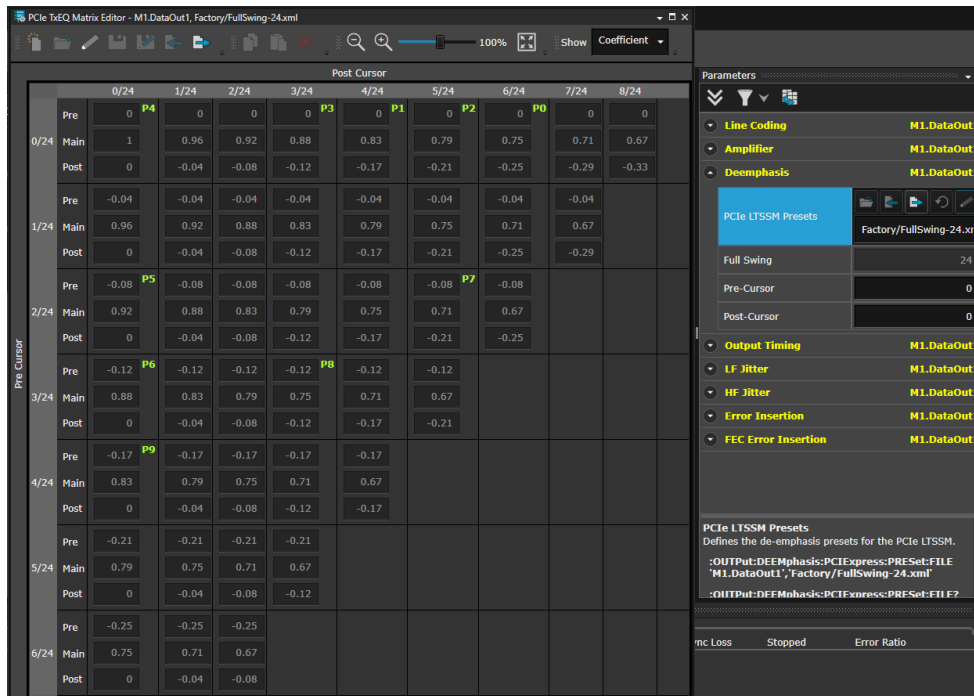 PCIe TxEQ Matrix Editor - M1.DataOut1, Factory/FullSwing-24.xml
100% Show Coefficient
Post Cursor
0/24 1/24 2/24 3/24 4/24 5/24 6/24 7/24 8/24
Pre Cursor
0/24
Pre 0 P4 0 0 0 P3 0 P1 0 P2 0 P0 0 0
Main 1 0.96 0.92 0.88 0.83 0.79 0.75 0.71 0.67
Post 0 -0.04 -0.08 -0.12 -0.17 -0.21 -0.25 -0.29 -0.33
1/24
Pre -0.04 -0.04 -0.04 -0.04 -0.04 -0.04 -0.04 -0.04
Main 0.96 0.92 0.88 0.83 0.79 0.75 0.71 0.67
Post 0 -0.04 -0.08 -0.12 -0.17 -0.21 -0.25 -0.29
2/24
Pre -0.08 P5 -0.08 -0.08 -0.08 -0.08 -0.08 P7 -0.08
Main 0.92 0.88 0.83 0.79 0.75 0.71 0.67
Post 0 -0.04 -0.08 -0.12 -0.17 -0.21 -0.25
3/24
Pre -0.12 P6 -0.12 -0.12 -0.12 P8 -0.12 -0.12
Main 0.88 0.83 0.79 0.75 0.71 0.67
Post 0 -0.04 -0.08 -0.12 -0.17 -0.21
4/24
Pre -0.17 P9 -0.17 -0.17 -0.17 -0.17
Main 0.83 0.79 0.75 0.71 0.67
Post 0 -0.04 -0.08 -0.12 -0.17
5/24
Pre -0.21 -0.21 -0.21 -0.21
Main 0.79 0.75 0.71 0.67
Post 0 -0.04 -0.08 -0.12
6/24
Pre -0.25 -0.25 -0.25
Main 0.75 0.71 0.67
Post 0 -0.04 -0.08
Parameters
Line Coding M1.DataOut
Amplifier M1.DataOut
Deemphasis M1.DataOut
PCIe LTSSM Presets
Factory/FullSwing-24.xm
Full Swing 24
Pre-Cursor 0
Post-Cursor 0
Output Timing M1.DataOut
LF Jitter M1.DataOut
HF Jitter M1.DataOut
Error Insertion M1.DataOut
FEC Error Insertion M1.DataOut
PCIe LTSSM Presets
Defines the de-emphasis presets for the PCIe LTSSM.
:OUTPut:DEEMphasis:PCIExpress:PRESet:FILE
'M1.DataOut1','Factory/FullSwing-24.xml'
:OUTPut:DEEMphasis:PCIExpress:PRESet:FILE?
nc Loss Stopped Error Ratio